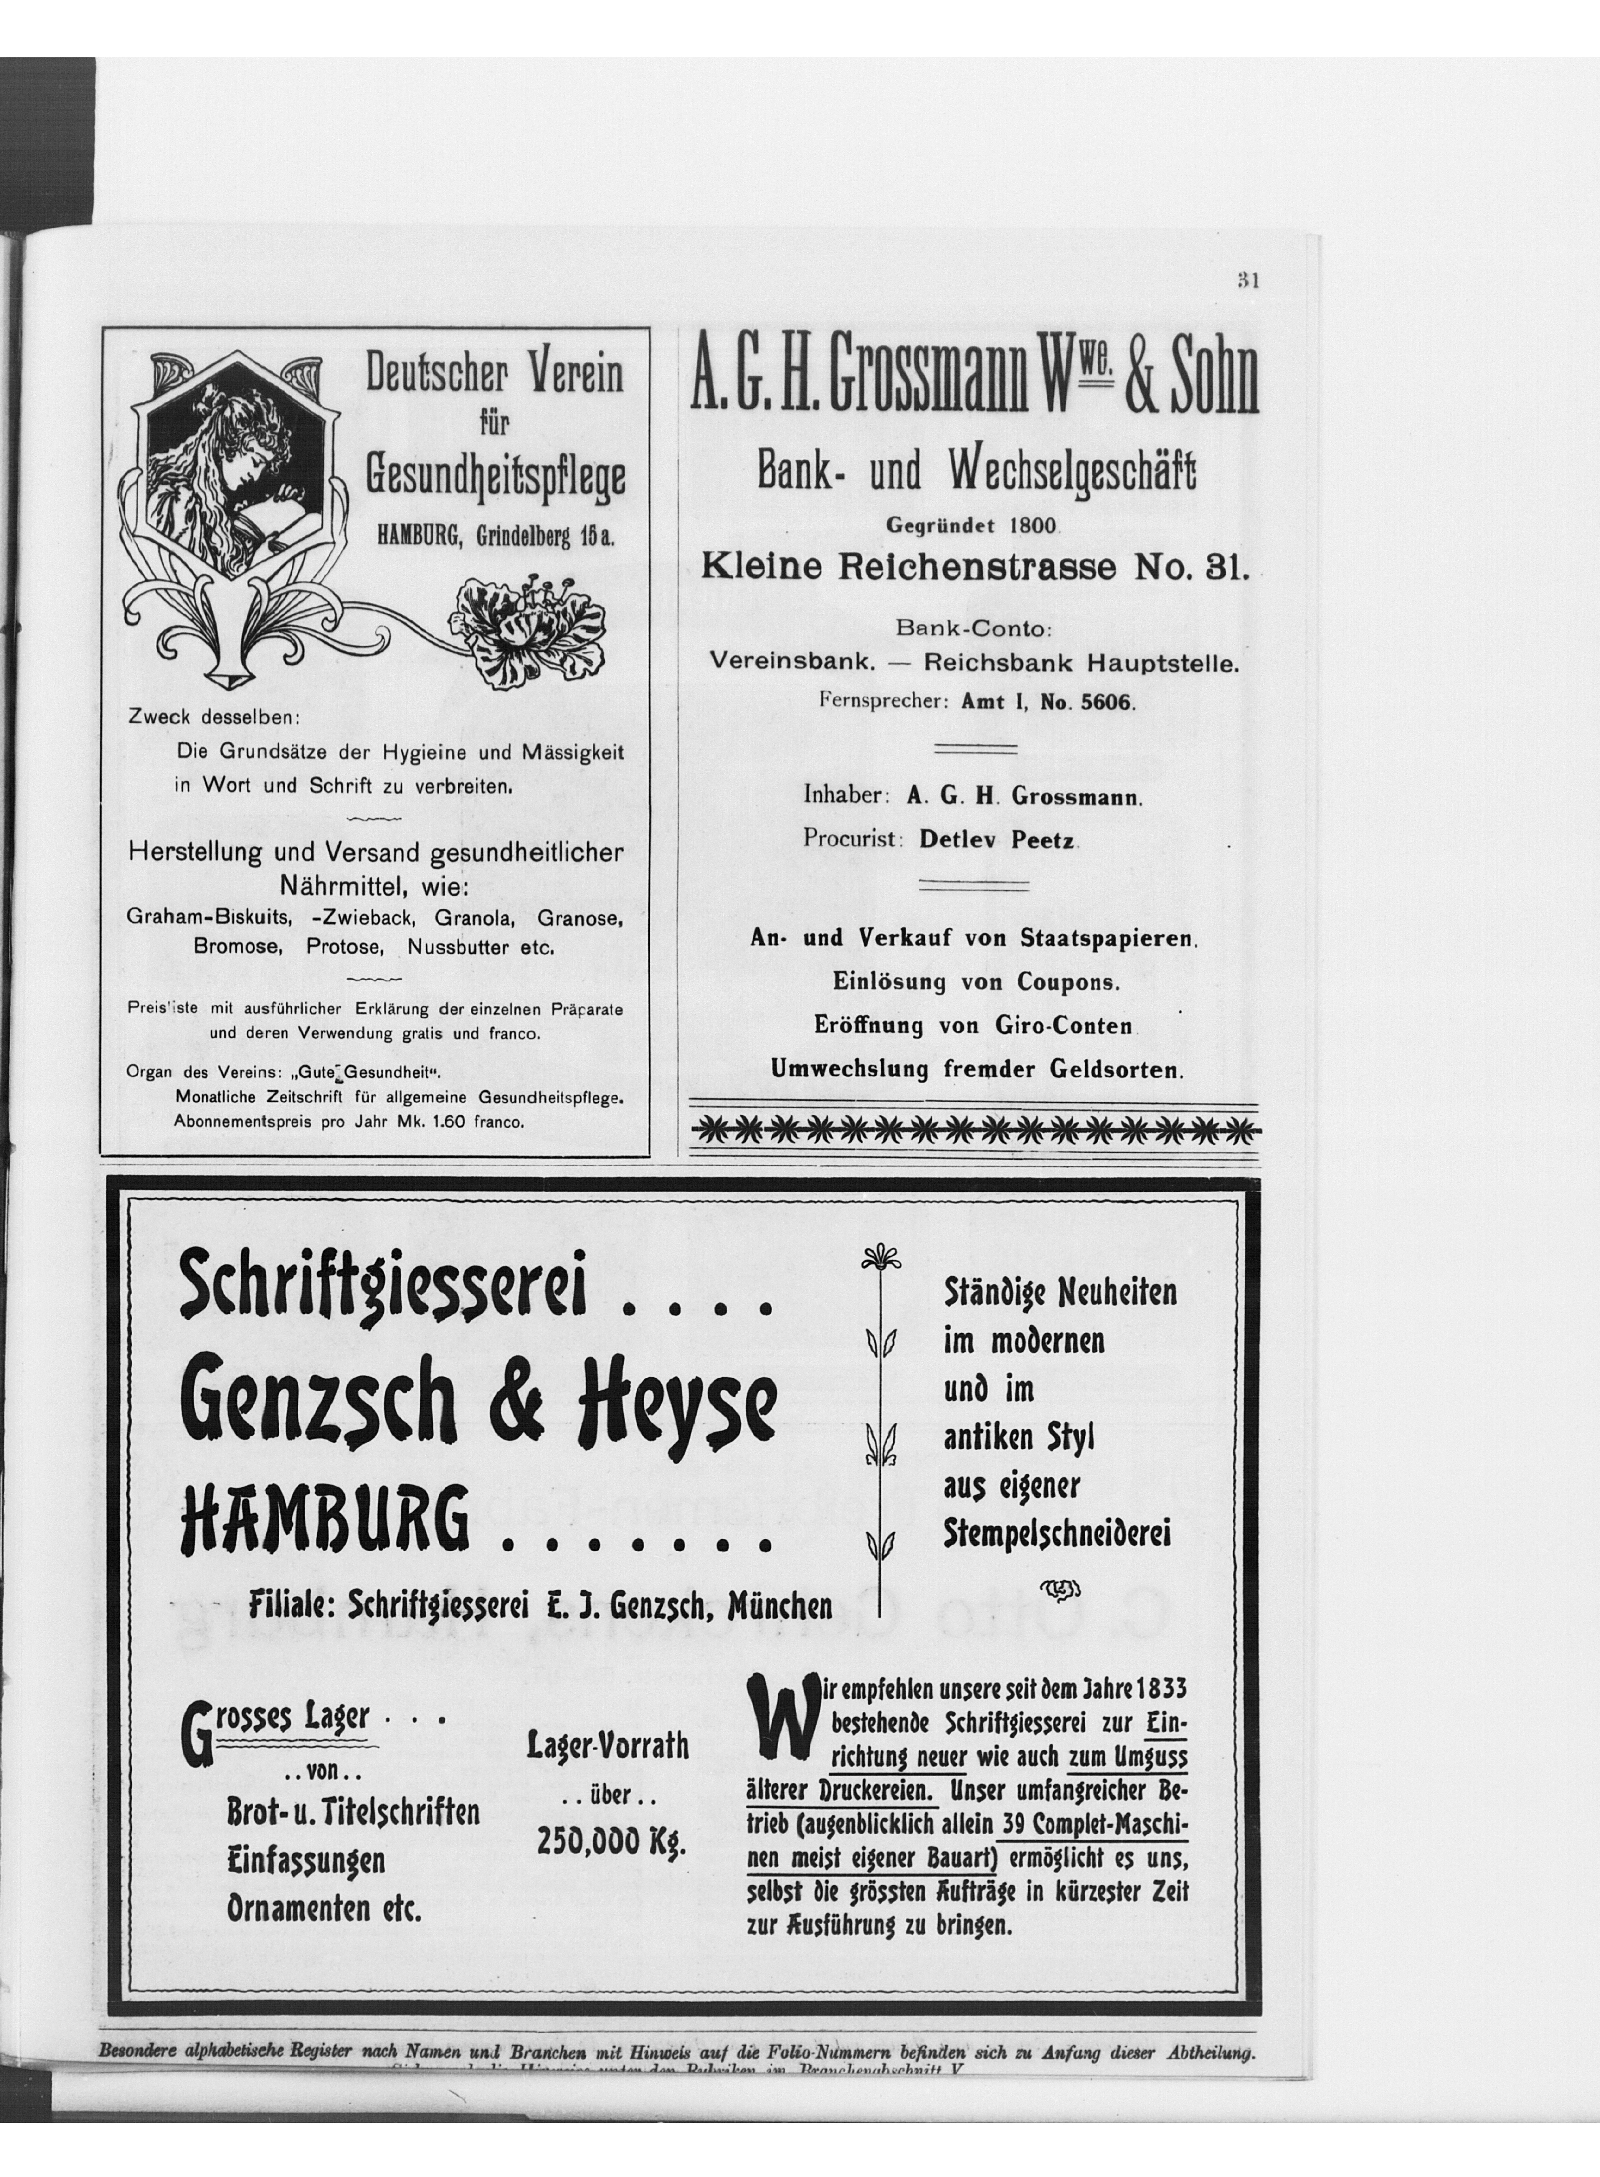 31
Deutscher Verein
für
Gesundheitspflege
HAMBURG, Grindelberg 15a.
Zweck desselben:
Die Grundsätze der Hygieine und Mässigkeit
in Wort und Schrift zu verbreiten.
Herstellung und Versand gesundheitlicher
Nährmittel, wie:
Graham-Biskuits, -Zwieback, Granola, Granose,
Bromose, Protose, Nussbutter etc.
Preisliste mit ausführlicher Erklärung der einzelnen Präparate
und deren Verwendung gratis und franco.
Organ des Vereins: „Gute Gesundheit“.
Monatliche Zeitschrift für allgemeine Gesundheitspflege.
Abonnementspreis pro Jahr Mk. 1.60 franco.
A. G. H. Grossmann Wwe. & Sohn
Bank- und Wechselgeschäft
Gegründet 1800.
Kleine Reichenstrasse No. 31.
Bank-Conto:
Vereinsbank. — Reichsbank Hauptstelle.
Fernsprecher: Amt I, No. 5606.
Inhaber: A. G. H. Grossmann.
Procurist: Detlev Peetz.
An- und Verkauf von Staatspapieren.
Einlösung von Coupons.
Eröffnung von Giro-Conten
Umwechslung fremder Geldsorten.
Schriftgiesserei . . . .
Genzsch & Heyse
HAMBURG . . . . . . .
Filiale: Schriftgiesserei E. J. Genzsch, München
Ständige Neuheiten
im modernen
und im
antiken Styl
aus eigener
Stempelschneiderei
Grosses Lager . . .
..von..
Brot- u. Titelschriften
Einfassungen
Ornamenten etc.
Lager-Vorrath
..über..
250,000 Kg.
Wir empfehlen unsere seit dem Jahre 1833
bestehende Schriftgiesserei zur Ein-
richtung neuer wie auch zum Umguss
älterer Druckereien. Unser umfangreicher Be-
trieb (augenblicklich allein 39 Complet-Maschi-
nen meist eigener Bauart) ermöglicht es uns,
selbst die grössten Aufträge in kürzester Zeit
zur Ausführung zu bringen.
Besondere alphabetische Register nach Namen und Branchen mit Hinweis auf die Folio-Nummern befinden sich zu Anfang dieser Abtheilung.
die Hinweise unter den Rubriken im Branchenabschnitt V